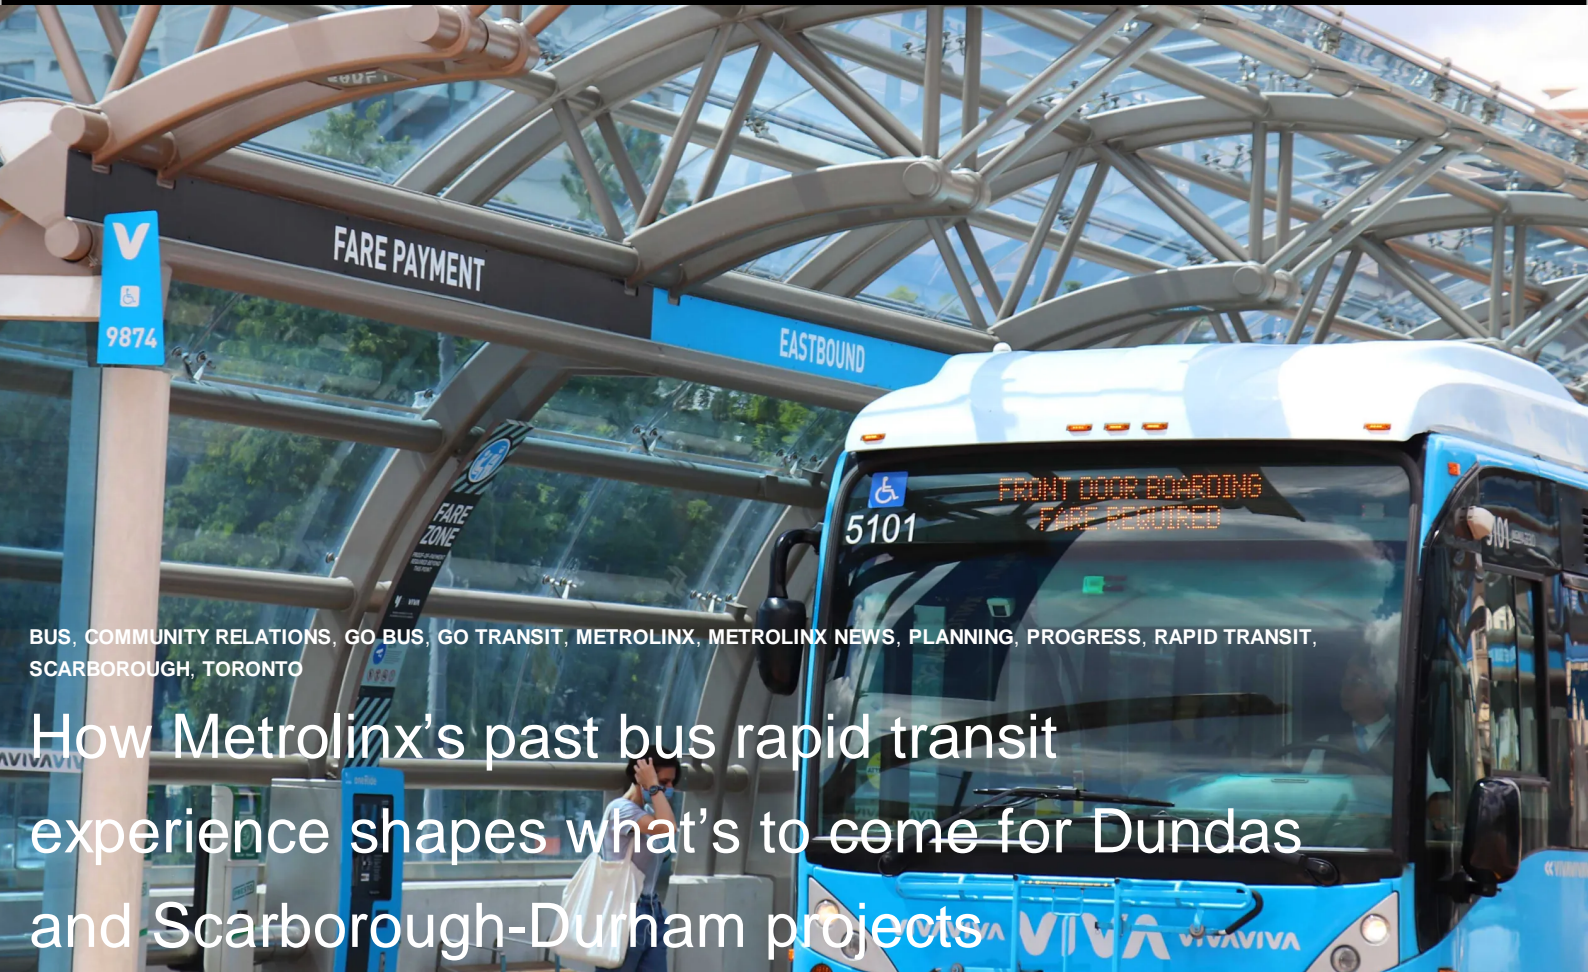 V
9874
FARE PAYMENT
EASTBOUND
FARE
ZONE
FRONT DOOR BOARDING
FARE REQUIRED
5101
BUS, COMMUNITY RELATIONS, GO BUS, GO TRANSIT, METROLINX, METROLINX NEWS, PLANNING, PROGRESS, RAPID TRANSIT,
SCARBOROUGH, TORONTO
How Metrolinx’s past bus rapid transit
experience shapes what’s to come for Dundas
and Scarborough-Durham projects
VIVA VIVAVIVA